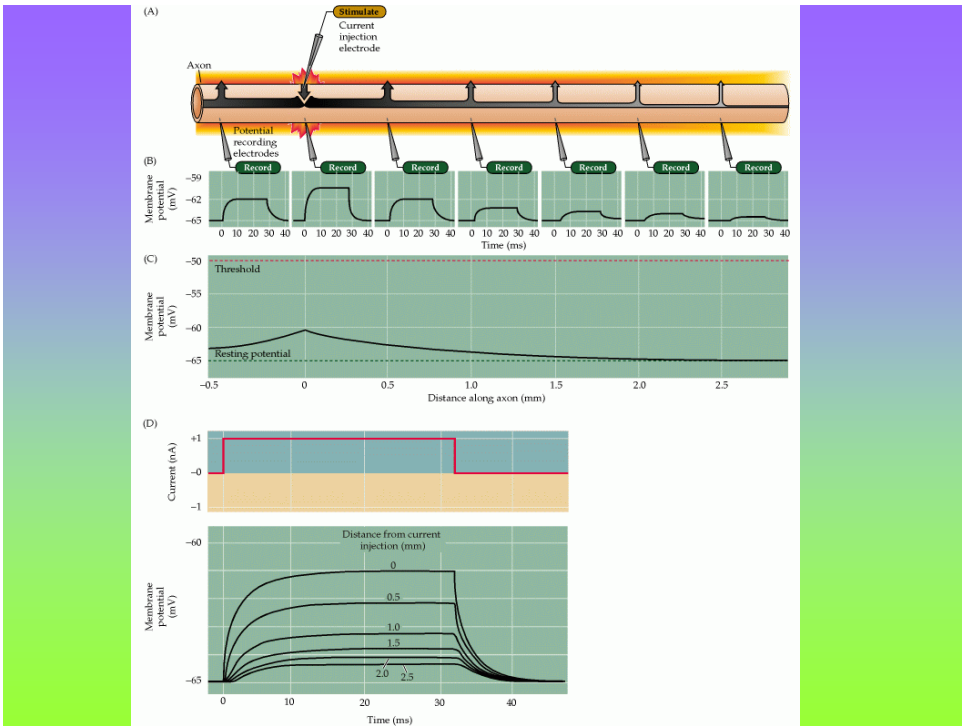 (A)
Stimulate
Current
injection
electrode
Axon
Potential
recording
electrodes
(B)
Record
Record
Record
Record
Record
Record
Record
Membrane
potential
(mV)
−59
−62
−65
0 10 20 30 40
0 10 20 30 40
0 10 20 30 40
0 10 20 30 40
0 10 20 30 40
0 10 20 30 40
0 10 20 30 40
Time (ms)
(C)
Membrane
potential
(mV)
−50
Threshold
−55
−60
Resting potential
−65
−0.5 0 0.5 1.0 1.5 2.0 2.5
Distance along axon (mm)
(D)
Current (nA)
+1
−0
−1
Membrane
potential
(mV)
−60
Distance from current
injection (mm)
0
0.5
1.0
1.5
2.0 2.5
−65
0 10 20 30 40
Time (ms)